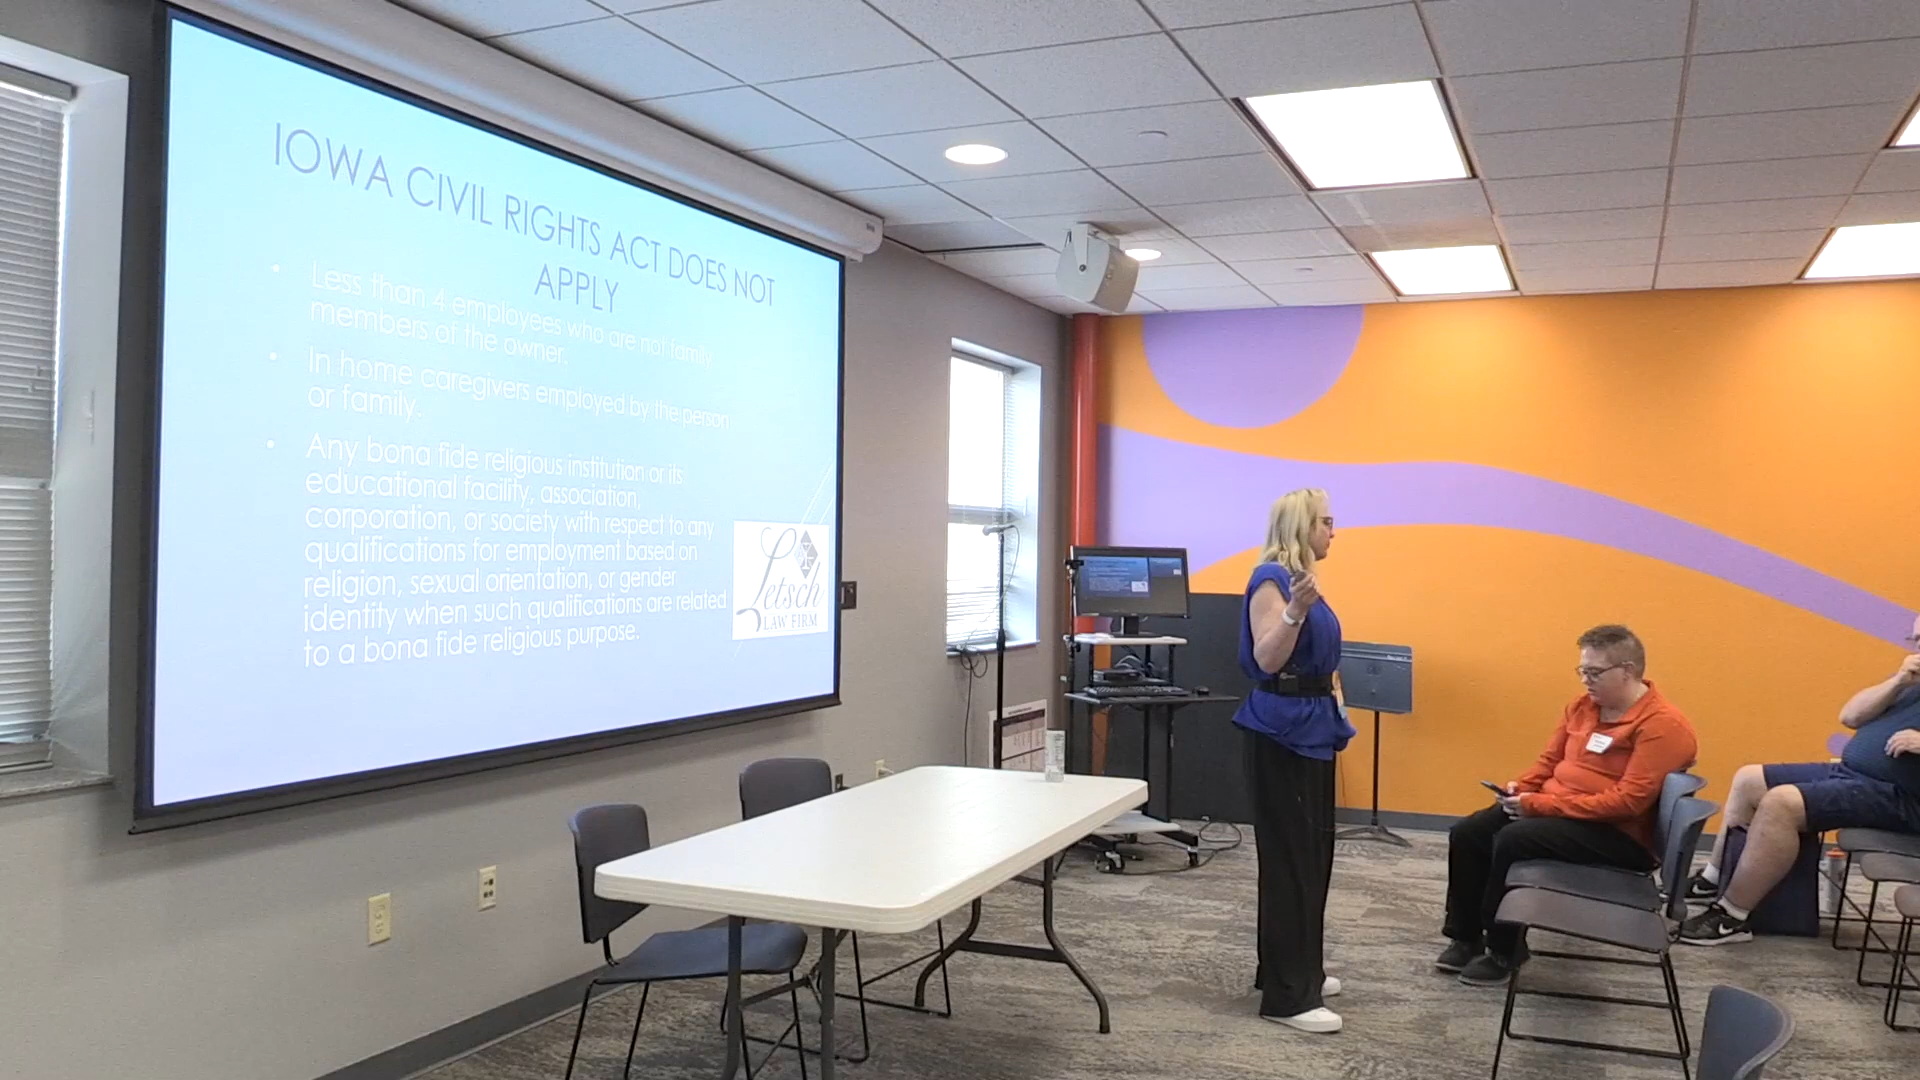 IOWA CIVIL RIGHTS ACT DOES NOT
APPLY
• Less than 4 employees who are not family
members of the owner.
• In home caregivers employed by the person
or family.
• Any bona fide religious institution or its
educational facility, association,
corporation, or society with respect to any
qualifications for employment based on
religion, sexual orientation, or gender
identity when such qualifications are related
to a bona fide religious purpose.
Letsch
LAW FIRM